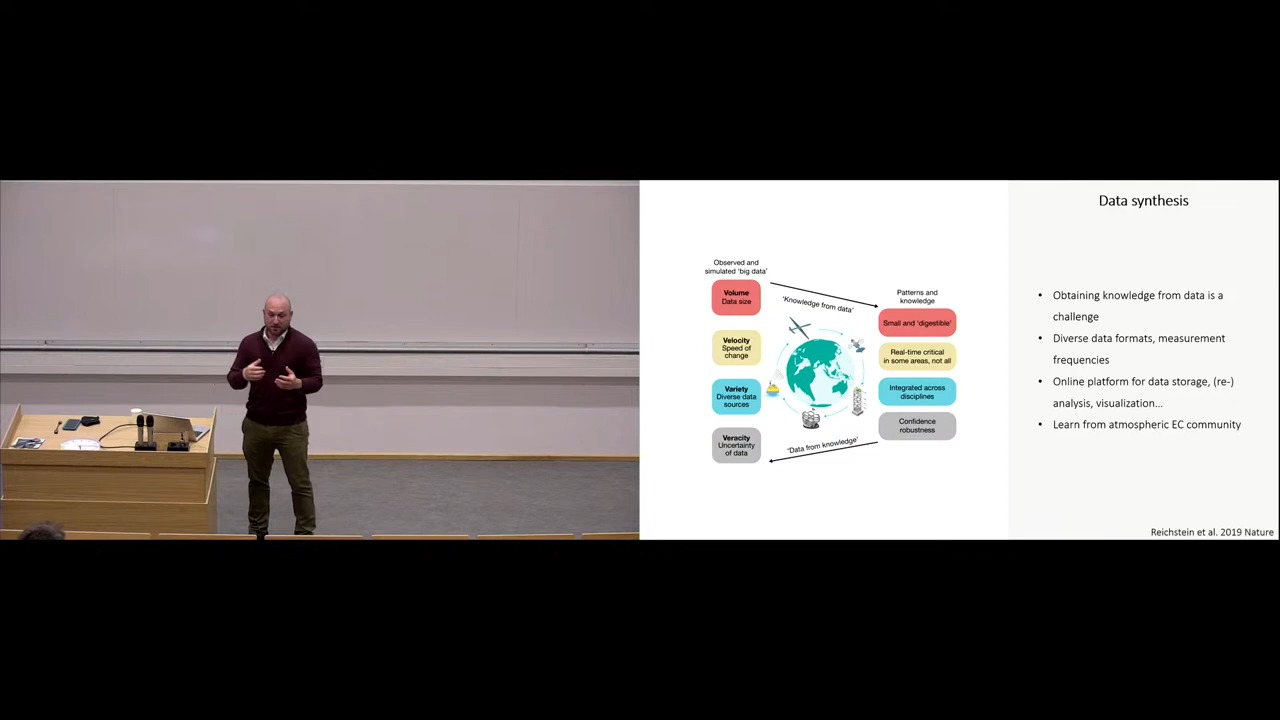 Data synthesis
Observed and
simulated 'big data'
Volume
Data size
Velocity
Speed of
change
Variety
Diverse data
sources
Veracity
Uncertainty
of data
'Knowledge from data'
'Data from knowledge'
Patterns and
knowledge
Small and 'digestible'
Real-time critical
in some areas, not all
Integrated across
disciplines
Confidence
robustness
• Obtaining knowledge from data is a
challenge
• Diverse data formats, measurement
frequencies
• Online platform for data storage, (re-)
analysis, visualization...
• Learn from atmospheric EC community
Reichstein et al. 2019 Nature